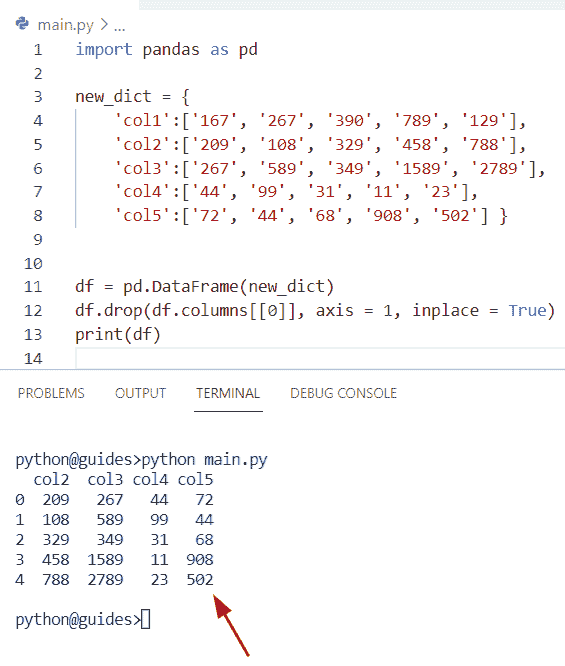 main.py > ...
1 import pandas as pd
2
3 new_dict = {
4 'col1':['167', '267', '390', '789', '129'],
5 'col2':['209', '108', '329', '458', '788'],
6 'col3':['267', '589', '349', '1589', '2789'],
7 'col4':['44', '99', '31', '11', '23'],
8 'col5':['72', '44', '68', '908', '502'] }
9
10
11 df = pd.DataFrame(new_dict)
12 df.drop(df.columns[[0]], axis = 1, inplace = True)
13 print(df)
14
PROBLEMS OUTPUT TERMINAL DEBUG CONSOLE
python@guides>python main.py
col2 col3 col4 col5
0 209 267 44 72
1 108 589 99 44
2 329 349 31 68
3 458 1589 11 908
4 788 2789 23 502
python@guides>